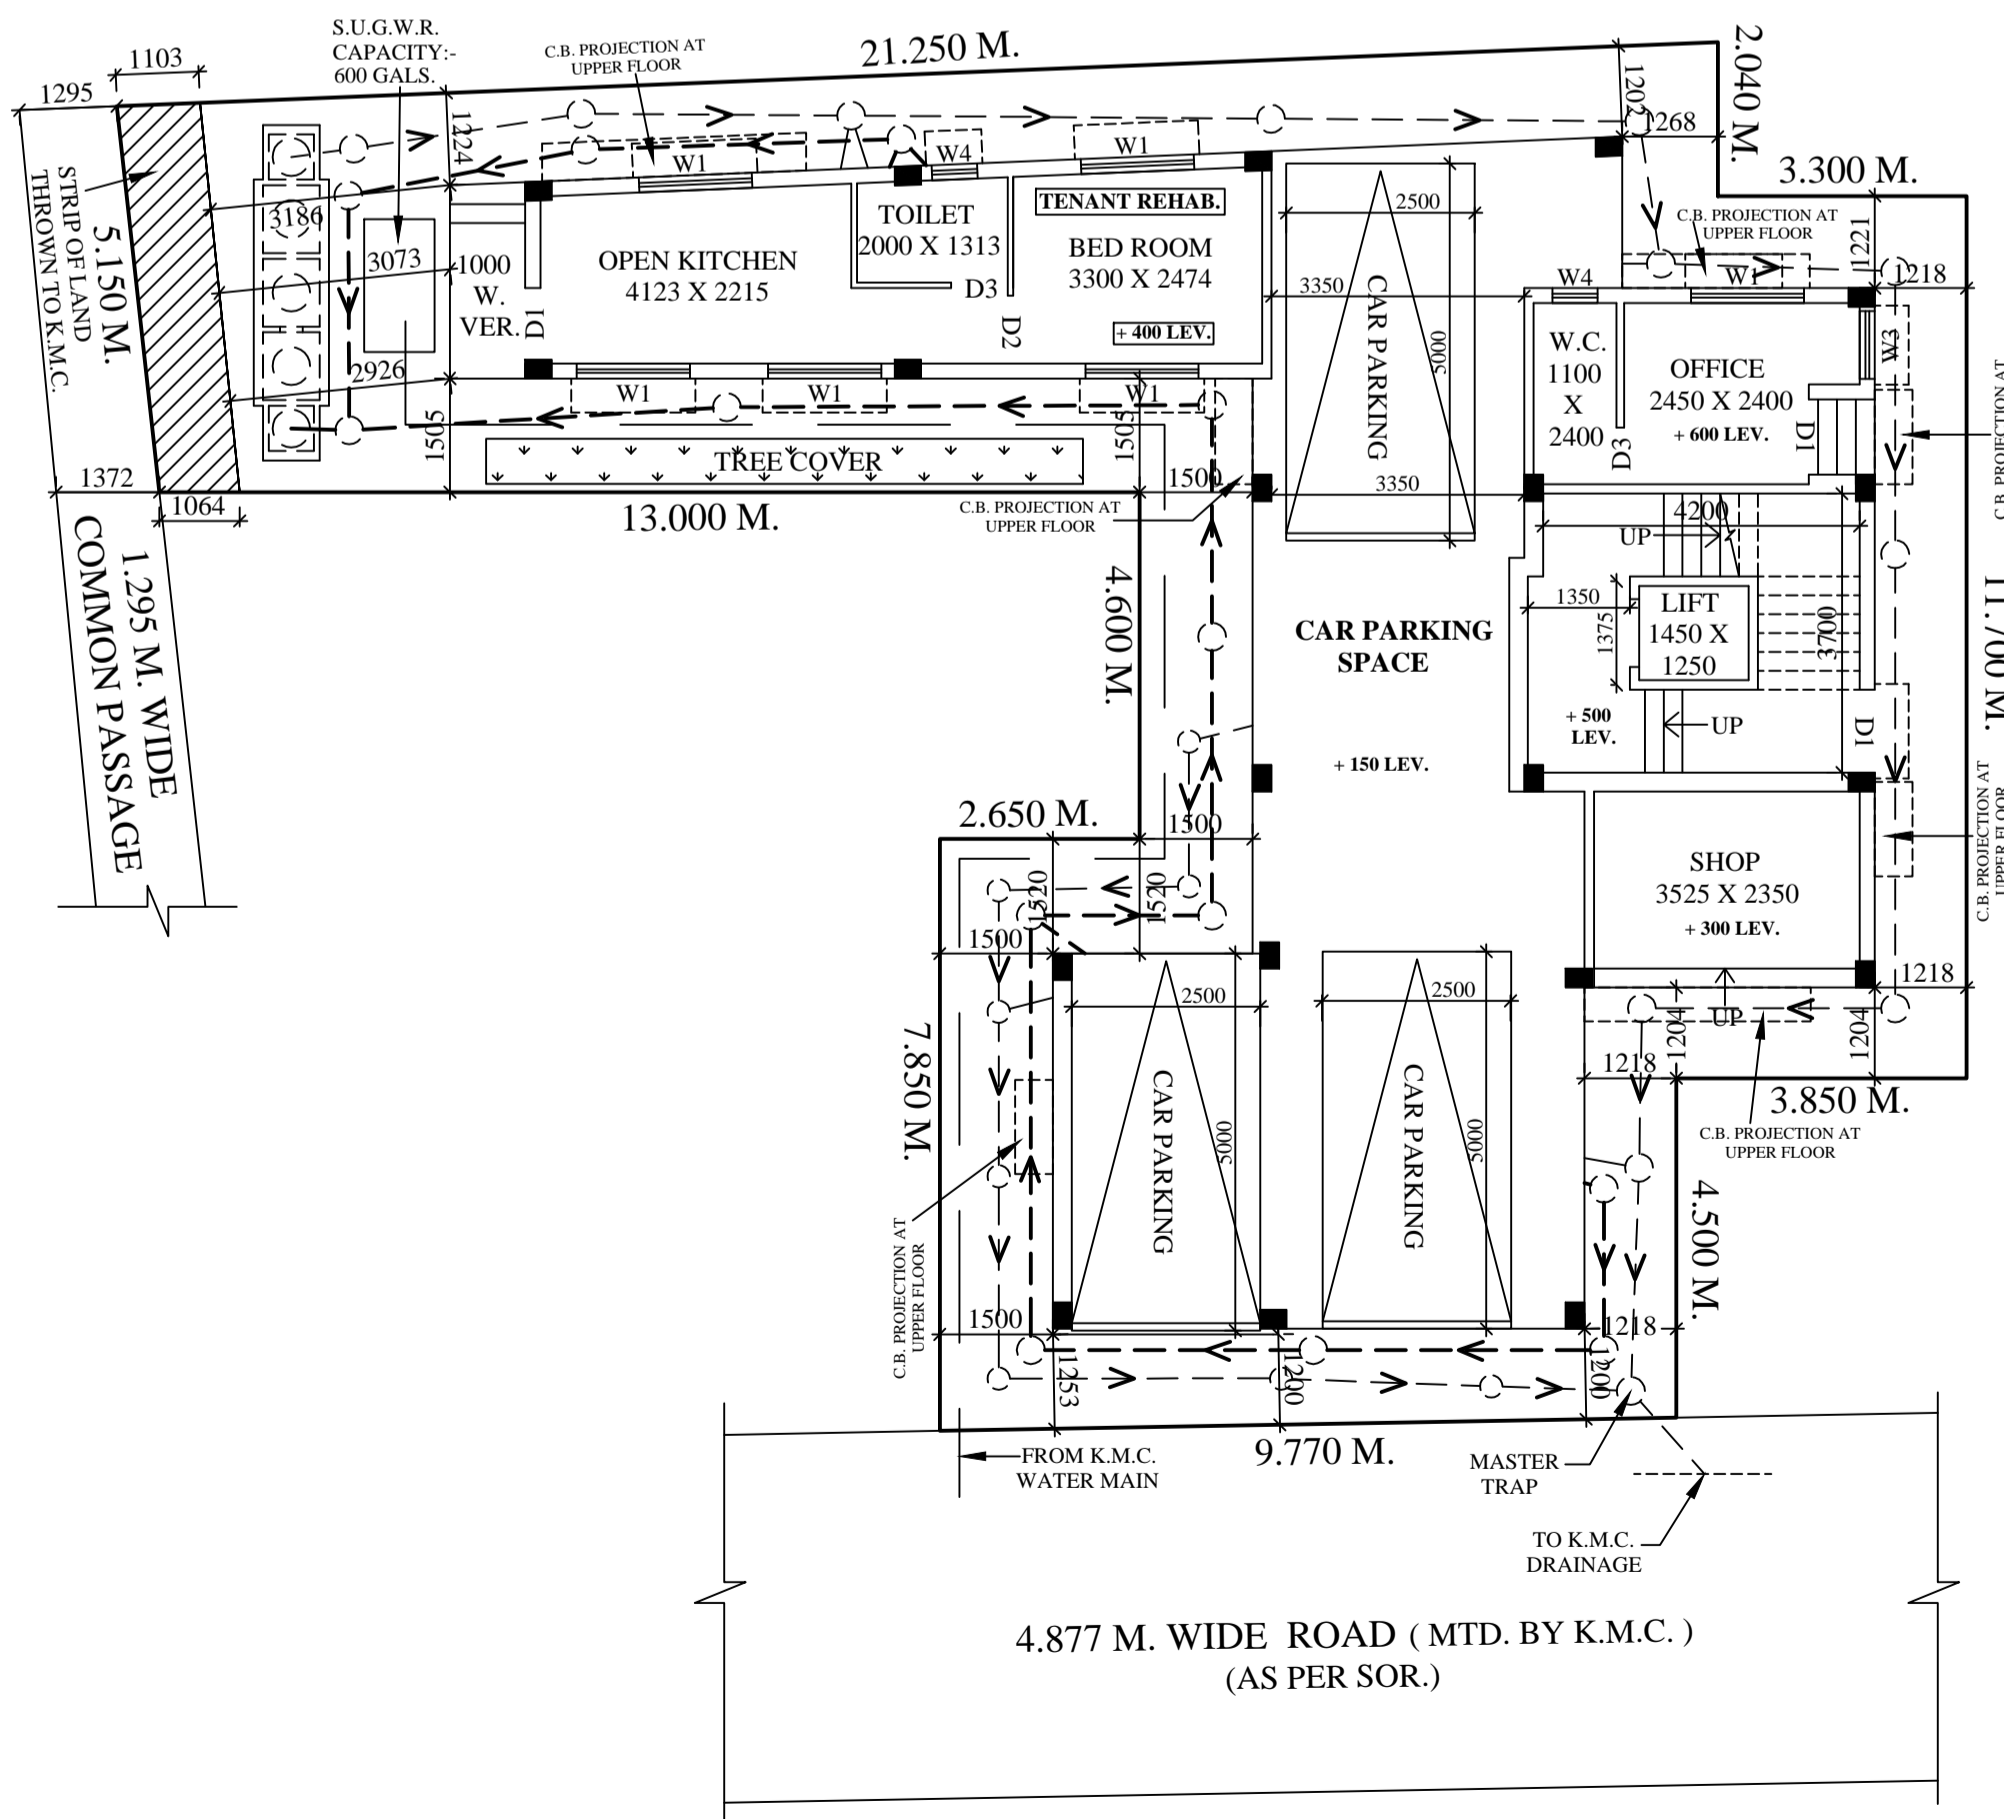 S.U.G.W.R.
CAPACITY:-
600 GALS.
C.B. PROJECTION AT
UPPER FLOOR
21.250 M.
2.040 M.
1103
1295
1224
1202
1268
3.300 M.
STRIP OF LAND
THROWN TO K.M.C.
5.150 M.
3186
3073
2926
1000
W.
VER.
D1
W1
W4
W1
OPEN KITCHEN
4123 X 2215
TOILET
2000 X 1313
D3
D2
TENANT REHAB.
BED ROOM
3300 X 2474
+ 400 LEV.
2500
CAR PARKING
5000
3350
3350
C.B. PROJECTION AT
UPPER FLOOR
1221
1218
W4
W1
W.C.
1100
X
2400
D3
OFFICE
2450 X 2400
+ 600 LEV.
D1
W3
C.B. PROJECTION AT
W1
W1
W1
1505
1505
TREE COVER
1372
1064
13.000 M.
1500
C.B. PROJECTION AT
UPPER FLOOR
1.295 M. WIDE
COMMON PASSAGE
4.600 M.
4200
UP
1350
1375
LIFT
1450 X
1250
3700
11.700 M.
CAR PARKING
SPACE
+ 150 LEV.
+ 500
LEV.
UP
D1
C.B. PROJECTION AT
UPPER FLOOR
2.650 M.
1500
1520
1520
1500
SHOP
3525 X 2350
+ 300 LEV.
1218
UP
1204
1204
1218
3.850 M.
C.B. PROJECTION AT
UPPER FLOOR
7.850 M.
2500
CAR PARKING
5000
2500
CAR PARKING
5000
4.500 M.
C.B. PROJECTION AT
UPPER FLOOR
1500
1253
1200
1200
1218
9.770 M.
FROM K.M.C.
WATER MAIN
MASTER
TRAP
TO K.M.C.
DRAINAGE
4.877 M. WIDE ROAD ( MTD. BY K.M.C. )
(AS PER SOR.)